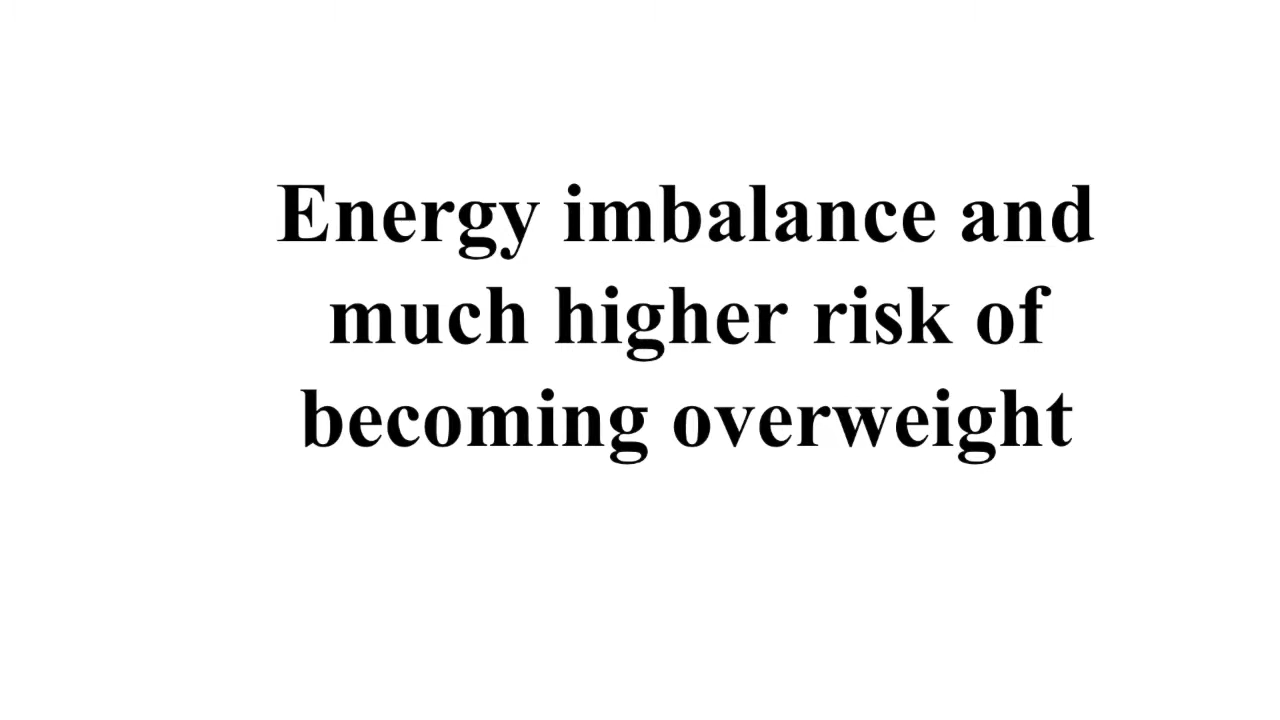 Energy imbalance and
much higher risk of
becoming overweight